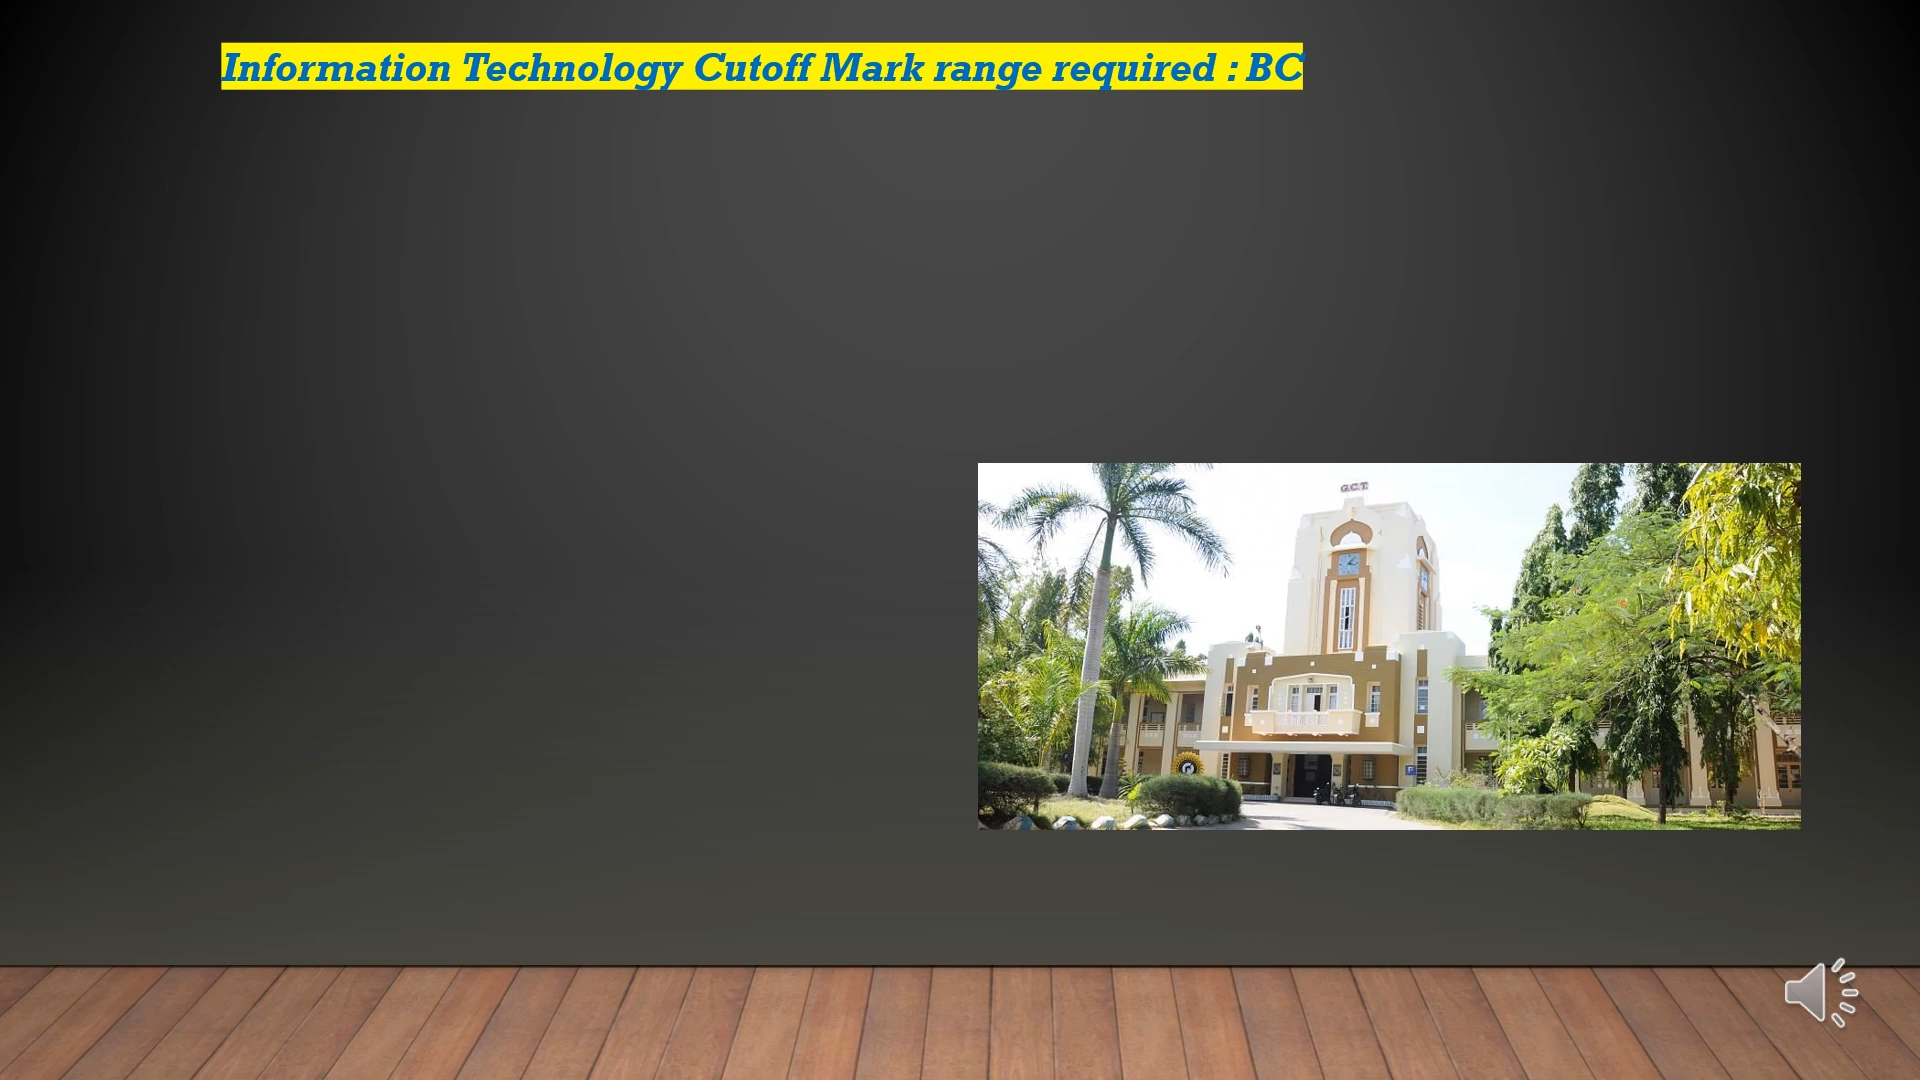 Information Technology Cutoff Mark range required : BC
G.C.T.